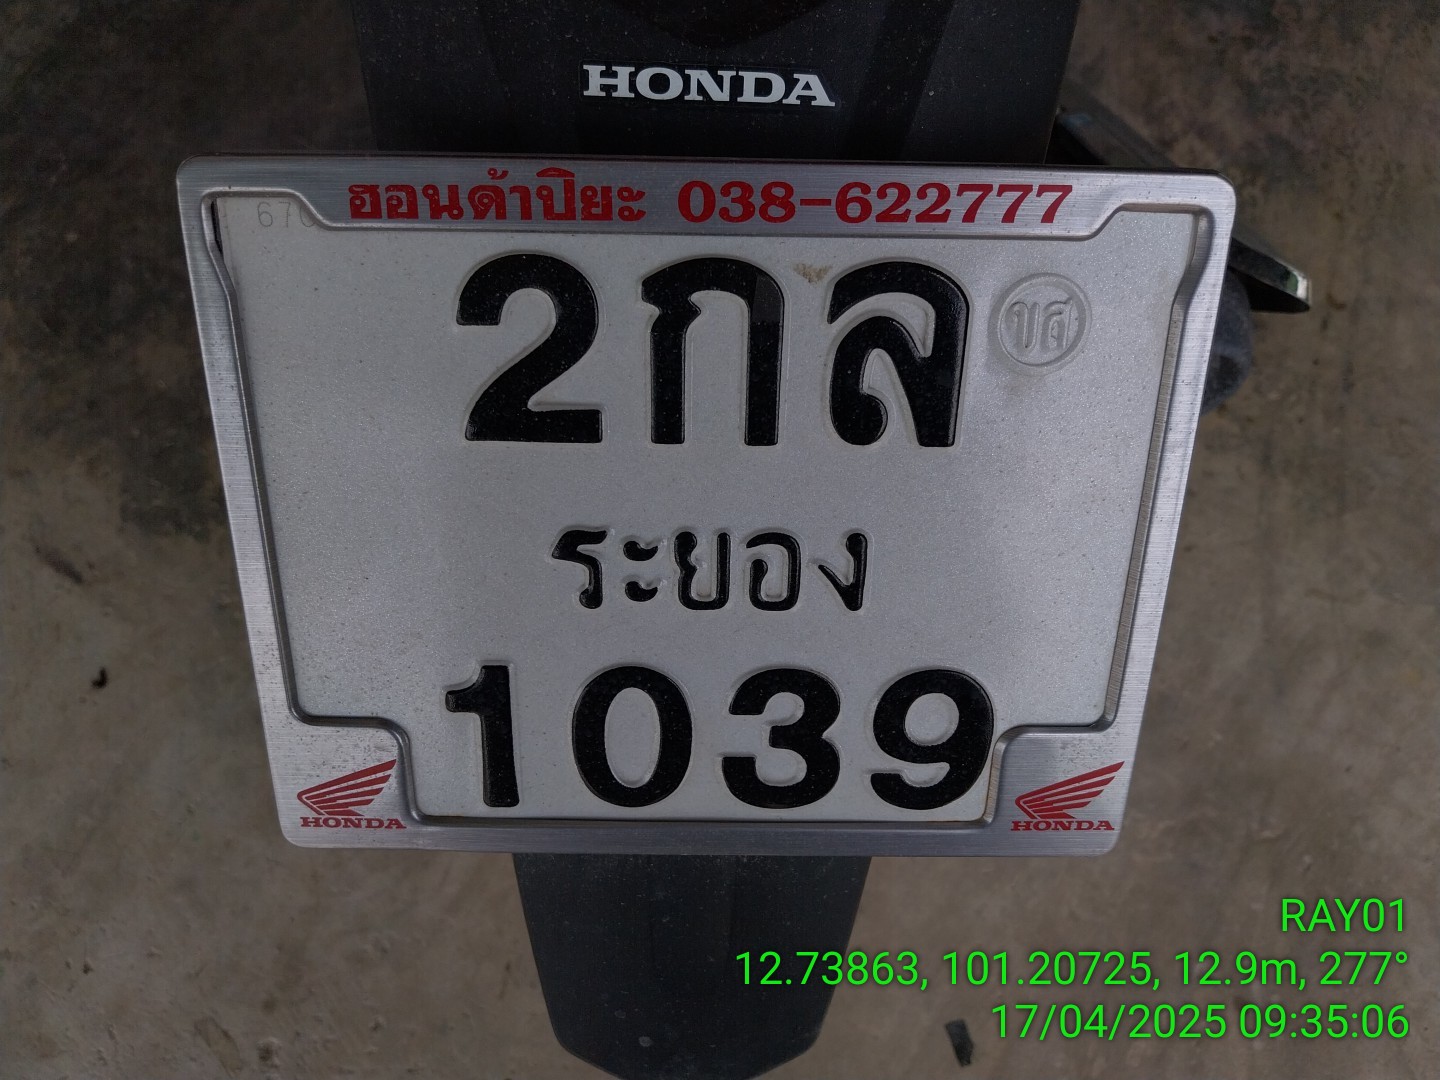 HONDA
ฮอนด้าปิยะ 038-622777
2กล
ขส
ระยอง
1039
HONDA
HONDA
RAY01
12.73863, 101.20725, 12.9m, 277°
17/04/2025 09:35:06